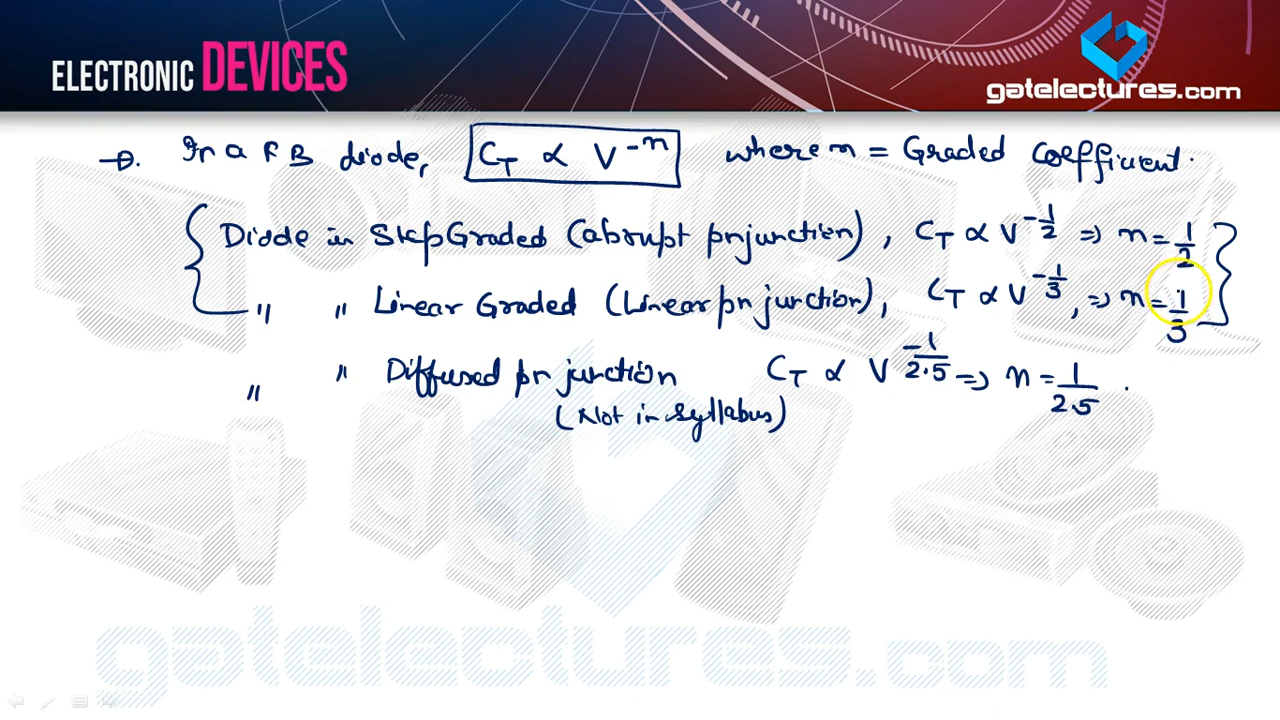 ELECTRONIC DEVICES
gatelectures.com
→. In a RB diode, C_T ∝ V^{-n} where n = Graded Coefficient.
Diode in Step Graded (abrupt pn junction), C_T ∝ V^{-1/2} => n = 1/2
" " Linear Graded (Linear pn junction), C_T ∝ V^{-1/3}, => n = 1/3
" " Diffused pn junction C_T ∝ V^{-1/2.5} => n = 1/2.5 .
(Not in syllabus)
gatelectures.com